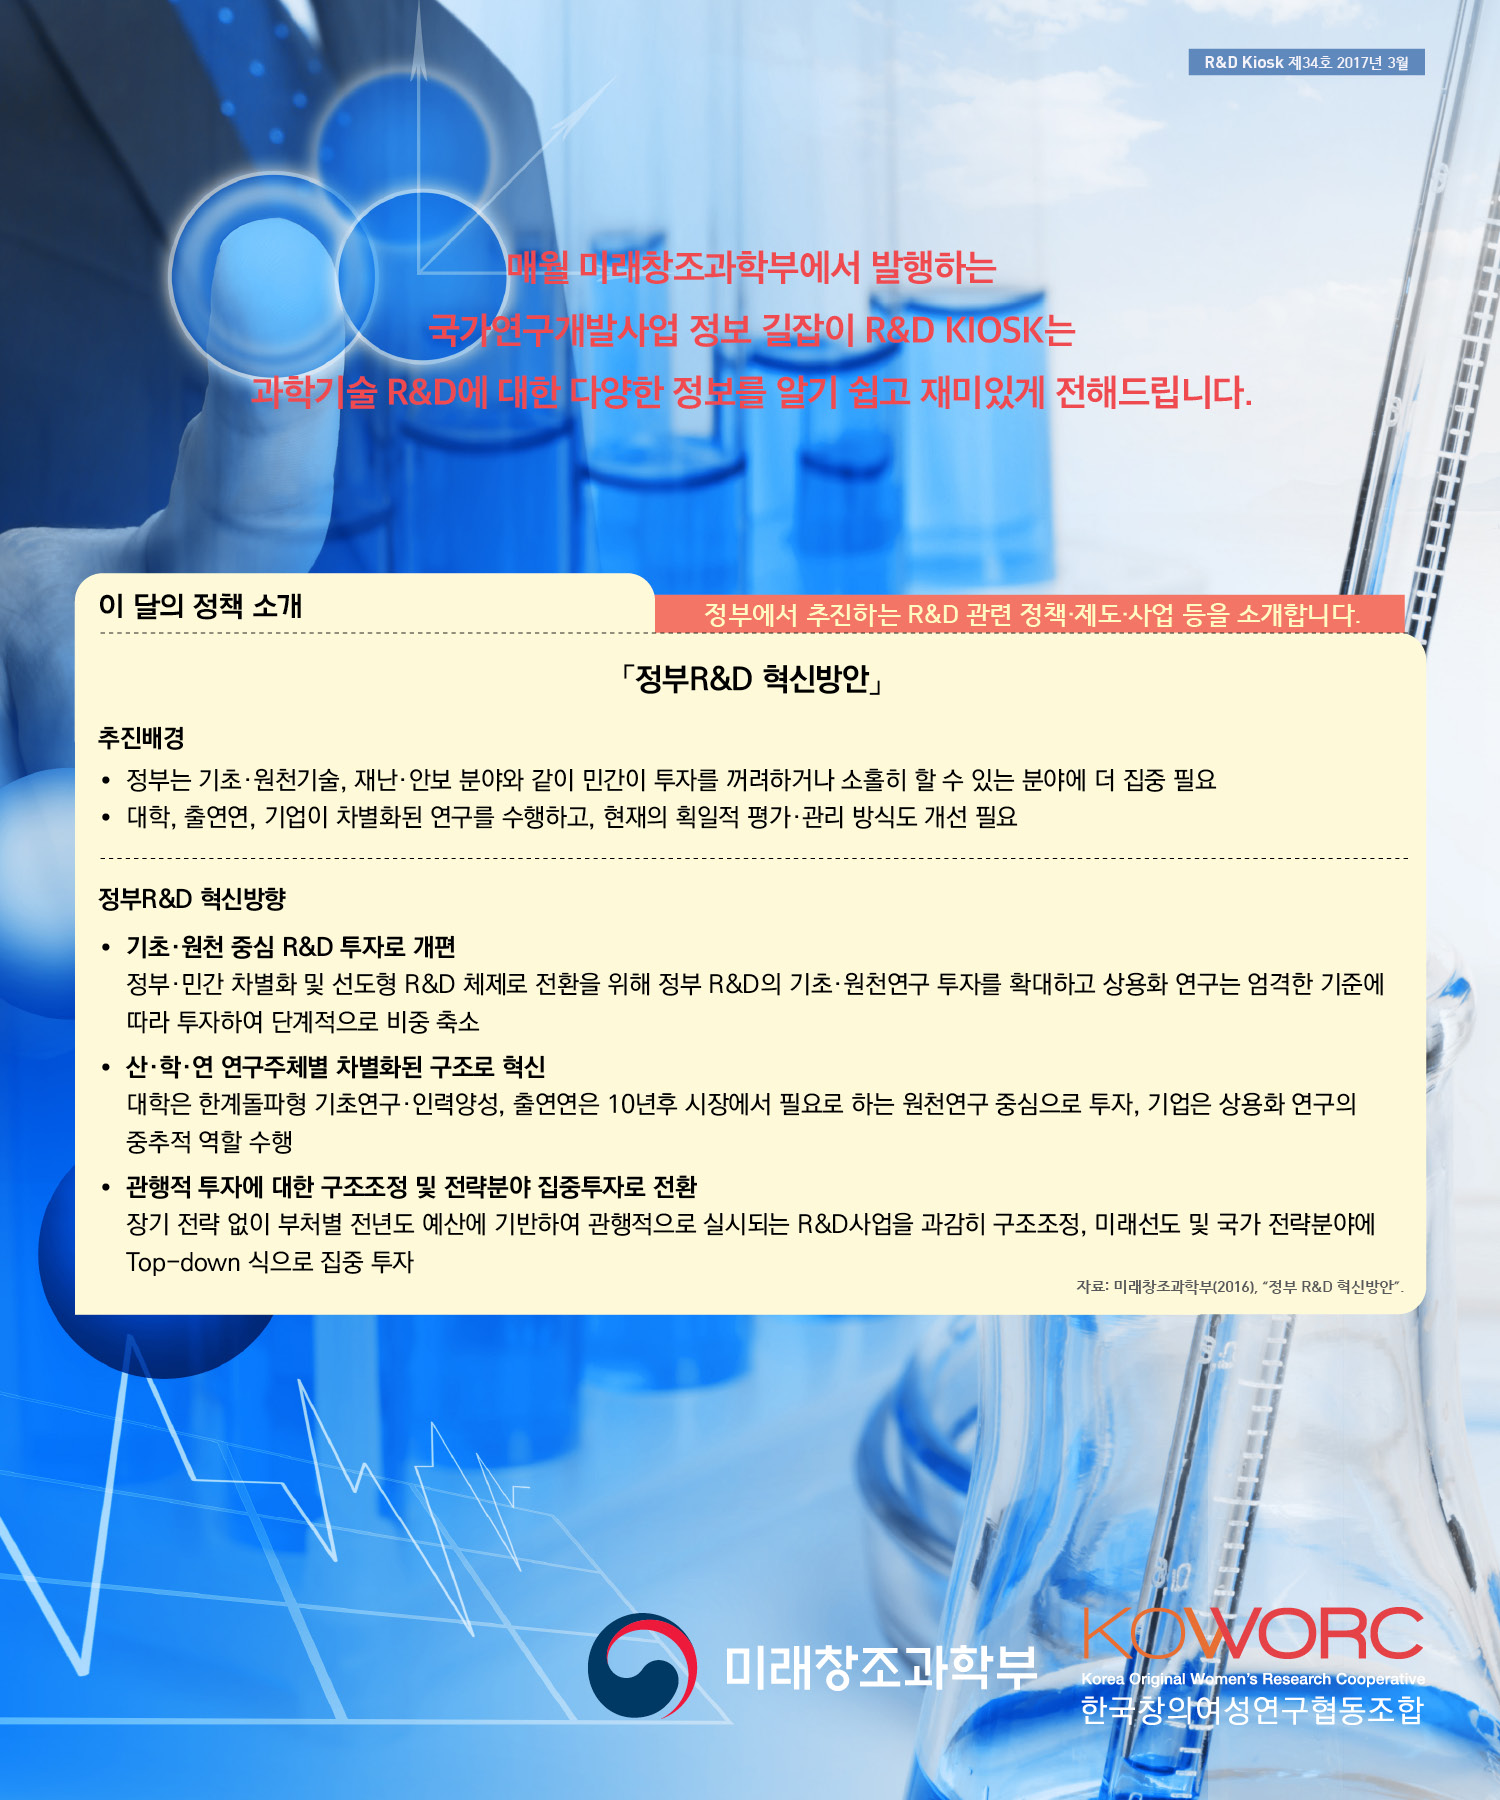 R&D Kiosk 제34호 2017년 3월
매월 미래창조과학부에서 발행하는
국가연구개발사업 정보 길잡이 R&D KIOSK는
과학기술 R&D에 대한 다양한 정보를 알기 쉽고 재미있게 전해드립니다.
이 달의 정책 소개
정부에서 추진하는 R&D 관련 정책·제도·사업 등을 소개합니다.
「정부R&D 혁신방안」
추진배경
• 정부는 기초·원천기술, 재난·안보 분야와 같이 민간이 투자를 꺼려하거나 소홀히 할 수 있는 분야에 더 집중 필요
• 대학, 출연연, 기업이 차별화된 연구를 수행하고, 현재의 획일적 평가·관리 방식도 개선 필요
정부R&D 혁신방향
• 기초·원천 중심 R&D 투자로 개편
정부·민간 차별화 및 선도형 R&D 체제로 전환을 위해 정부 R&D의 기초·원천연구 투자를 확대하고 상용화 연구는 엄격한 기준에
따라 투자하여 단계적으로 비중 축소
• 산·학·연 연구주체별 차별화된 구조로 혁신
대학은 한계돌파형 기초연구·인력양성, 출연연은 10년후 시장에서 필요로 하는 원천연구 중심으로 투자, 기업은 상용화 연구의
중추적 역할 수행
• 관행적 투자에 대한 구조조정 및 전략분야 집중투자로 전환
장기 전략 없이 부처별 전년도 예산에 기반하여 관행적으로 실시되는 R&D사업을 과감히 구조조정, 미래선도 및 국가 전략분야에
Top-down 식으로 집중 투자
자료: 미래창조과학부(2016), “정부 R&D 혁신방안”.
미래창조과학부
KOWORC
Korea Original Women's Research Cooperative
한국창의여성연구협동조합